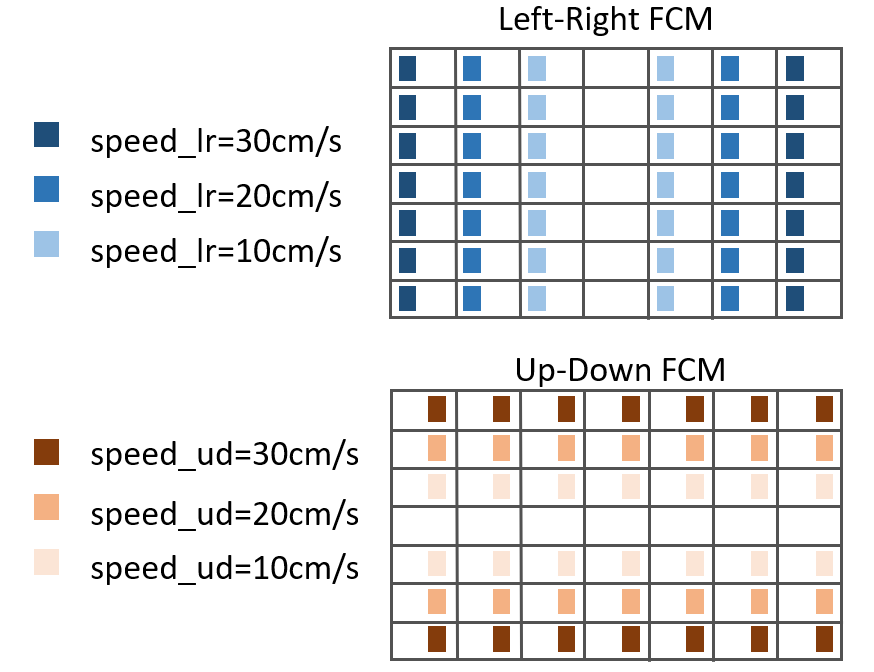 Left-Right FCM
speed_lr=30cm/s
speed_lr=20cm/s
speed_lr=10cm/s
Up-Down FCM
speed_ud=30cm/s
speed_ud=20cm/s
speed_ud=10cm/s